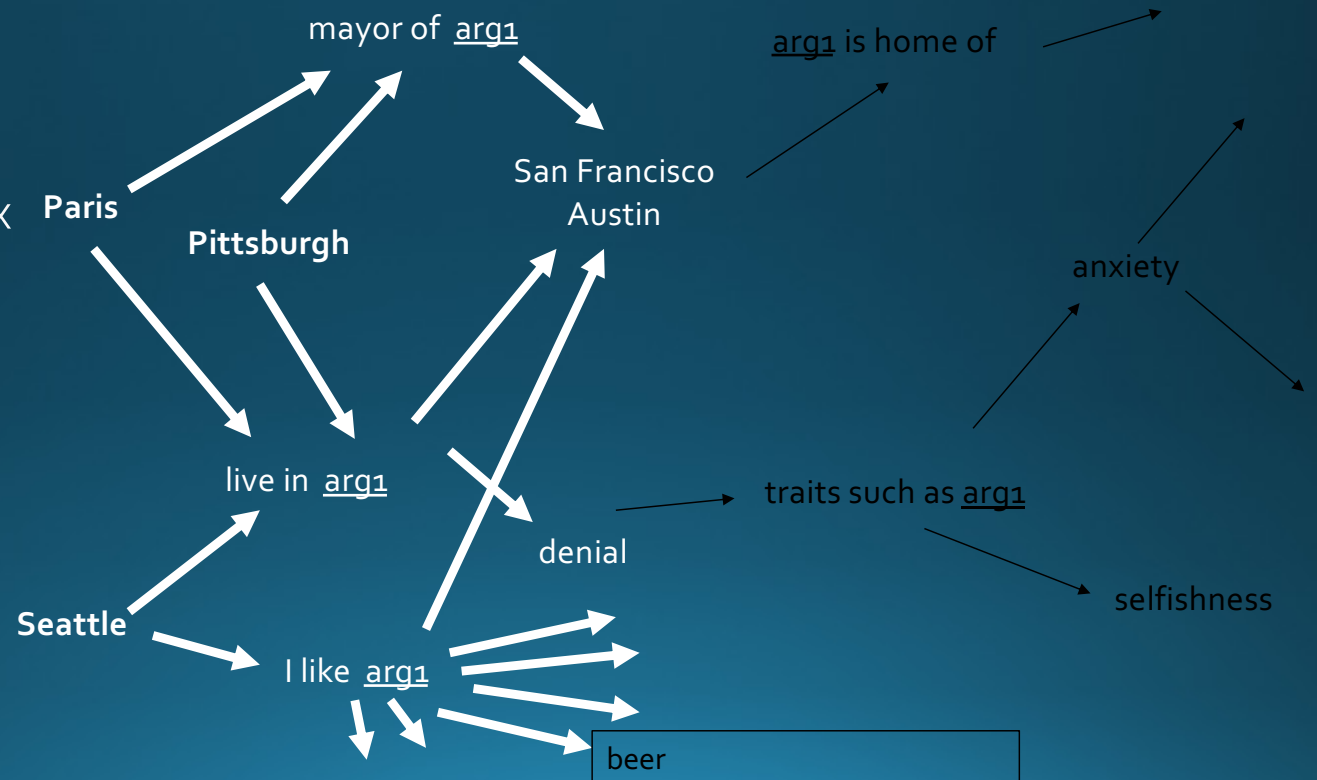 mayor of arg1
arg1 is home of
San Francisco
Austin
Paris
Pittsburgh
anxiety
live in arg1
traits such as arg1
denial
selfishness
Seattle
I like arg1
beer